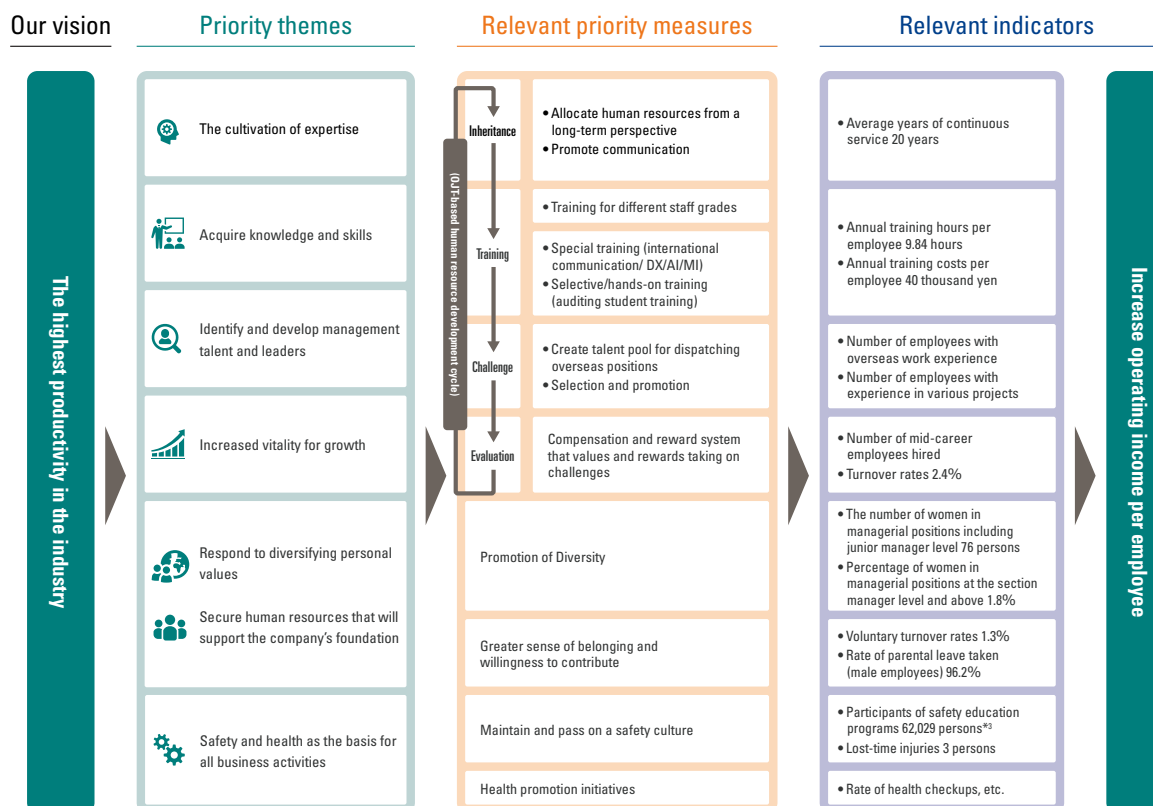 Our vision
Priority themes
Relevant priority measures
Relevant indicators
The highest productivity in the industry
The cultivation of expertise
Acquire knowledge and skills
Identify and develop management
talent and leaders
Increased vitality for growth
Respond to diversifying personal
values
Secure human resources that will
support the company's foundation
Safety and health as the basis for
all business activities
(OJT-based human resource development cycle)
Inheritance
• Allocate human resources from a
long-term perspective
• Promote communication
Training
• Training for different staff grades
• Special training (international
communication/ DX/AI/MI)
• Selective/hands-on training
(auditing student training)
Challenge
• Create talent pool for dispatching
overseas positions
• Selection and promotion
Evaluation
Compensation and reward system
that values and rewards taking on
challenges
Promotion of Diversity
Greater sense of belonging and
willingness to contribute
Maintain and pass on a safety culture
Health promotion initiatives
• Average years of continuous
service 20 years
• Annual training hours per
employee 9.84 hours
• Annual training costs per
employee 40 thousand yen
• Number of employees with
overseas work experience
• Number of employees with
experience in various projects
• Number of mid-career
employees hired
• Turnover rates 2.4%
• The number of women in
managerial positions including
junior manager level 76 persons
• Percentage of women in
managerial positions at the section
manager level and above 1.8%
• Voluntary turnover rates 1.3%
• Rate of parental leave taken
(male employees) 96.2%
• Participants of safety education
programs 62,029 persons*3
• Lost-time injuries 3 persons
• Rate of health checkups, etc.
Increase operating income per employee